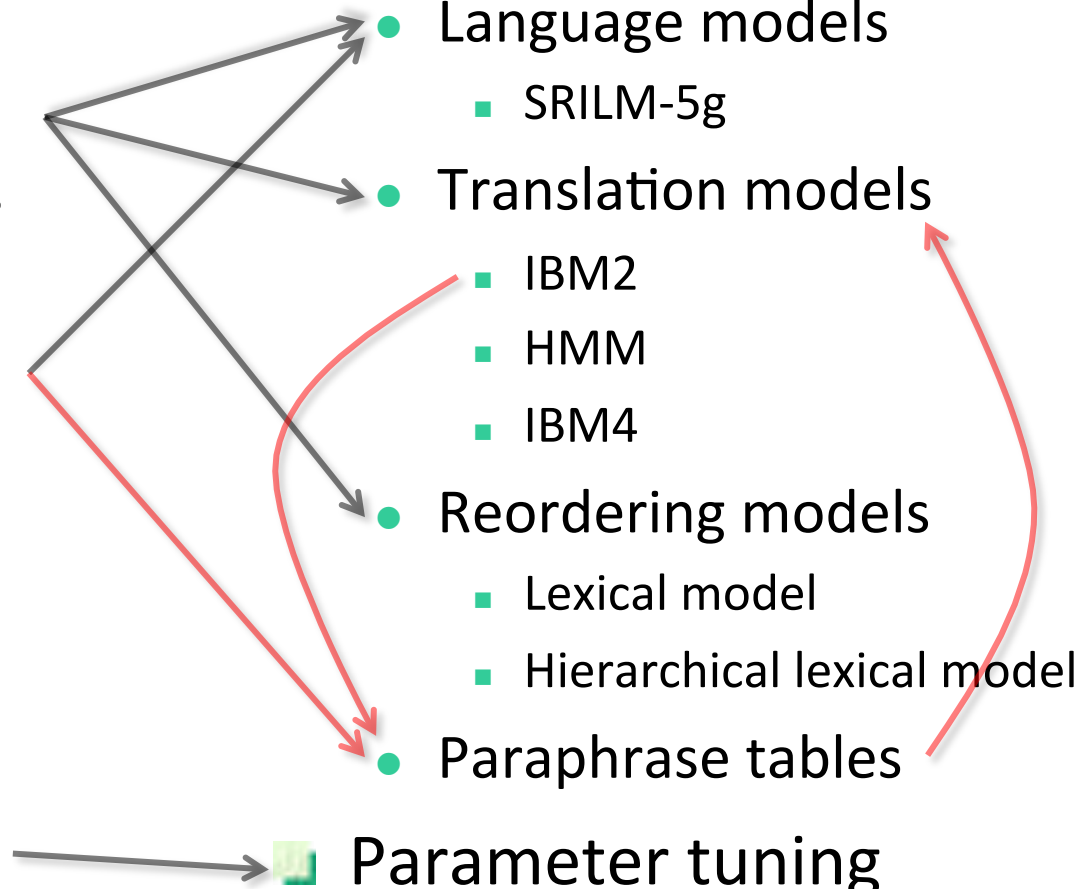 Language models
SRILM-5g
Translation models
IBM2
HMM
IBM4
Reordering models
Lexical model
Hierarchical lexical model
Paraphrase tables
Parameter tuning